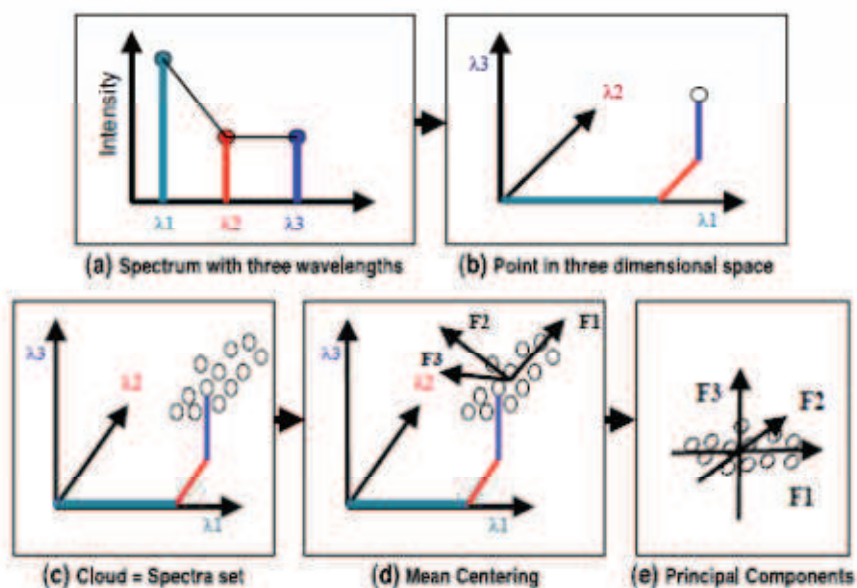 Intensity
λ1 λ2 λ3
(a) Spectrum with three wavelengths
λ3
λ2
λ1
(b) Point in three dimensional space
λ3
λ2
λ1
(c) Cloud = Spectra set
F2
F1
F3
λ3
λ2
λ1
(d) Mean Centering
F3
F2
F1
(e) Principal Components